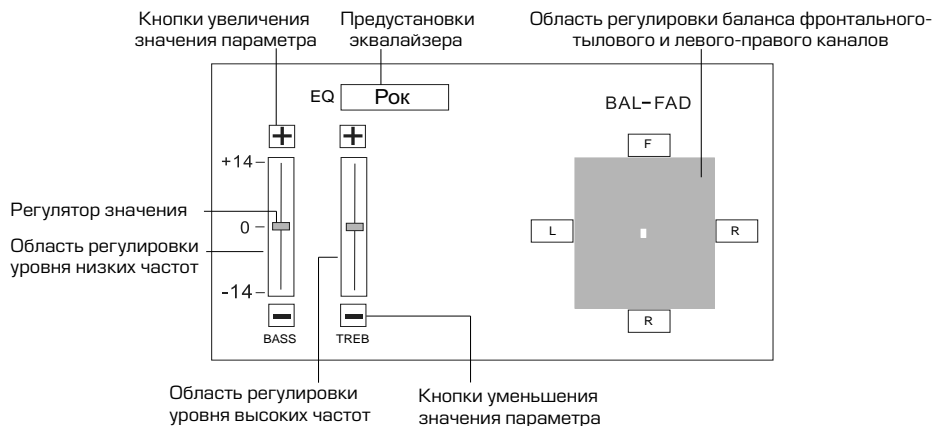 Кнопки увеличения
значения параметра
Предустановки
эквалайзера
Область регулировки баланса фронтального-
тылового и левого-правого каналов
EQ Рок
BAL-FAD
F
+14
Регулятор значения
0
L
R
Область регулировки
уровня низких частот
-14
R
BASS
TREB
Область регулировки
уровня высоких частот
Кнопки уменьшения
значения параметра